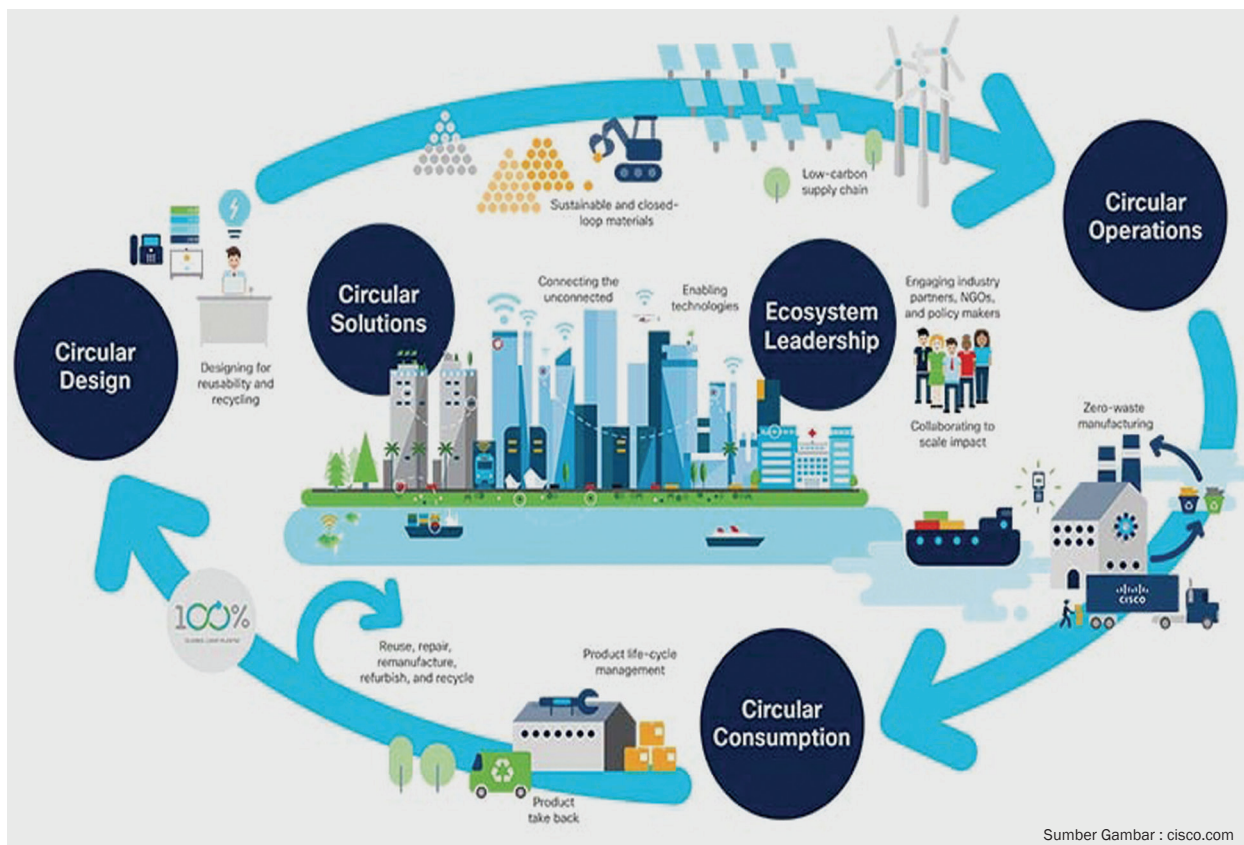 Circular
Design
Designing for
reusability and
recycling
Sustainable and closed-
loop materials
Low-carbon
supply chain
Circular
Operations
Circular
Solutions
Connecting the
unconnected
Enabling
technologies
Ecosystem
Leadership
Engaging industry
partners, NGOs,
and policy makers
Collaborating to
scale impact
Zero-waste
manufacturing
CISCO
Circular
Consumption
Product life-cycle
management
Product
take back
Reuse, repair,
remanufacture,
refurbish, and recycle
100%
Sumber Gambar : cisco.com